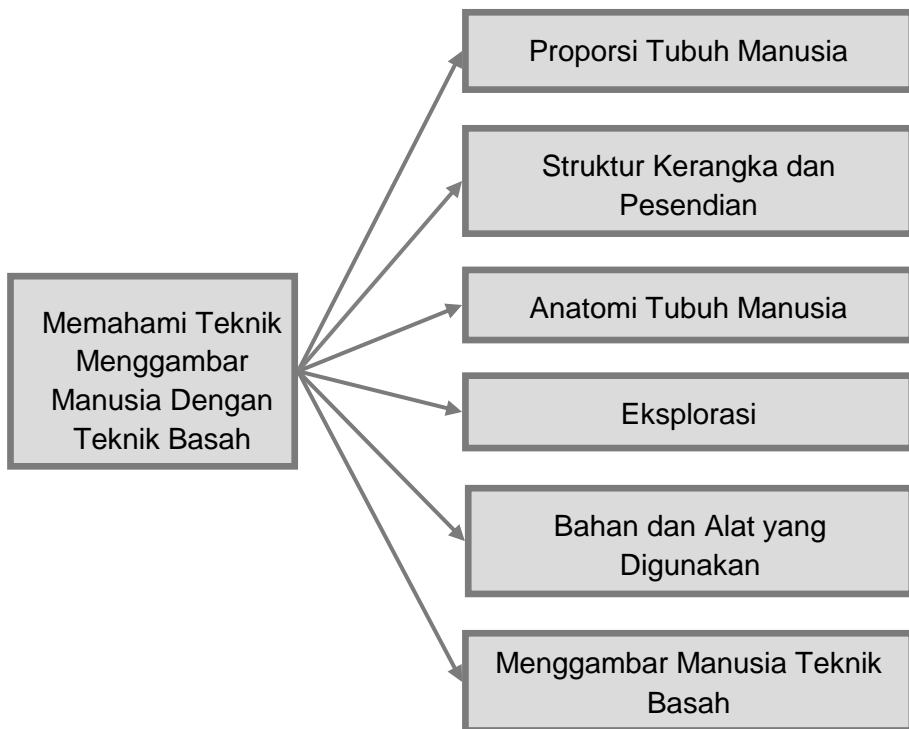 Proporsi Tubuh Manusia
Struktur Kerangka dan
Pesendian
Memahami Teknik
Menggambar
Manusia Dengan
Teknik Basah
Anatomi Tubuh Manusia
Eksplorasi
Bahan dan Alat yang
Digunakan
Menggambar Manusia Teknik
Basah